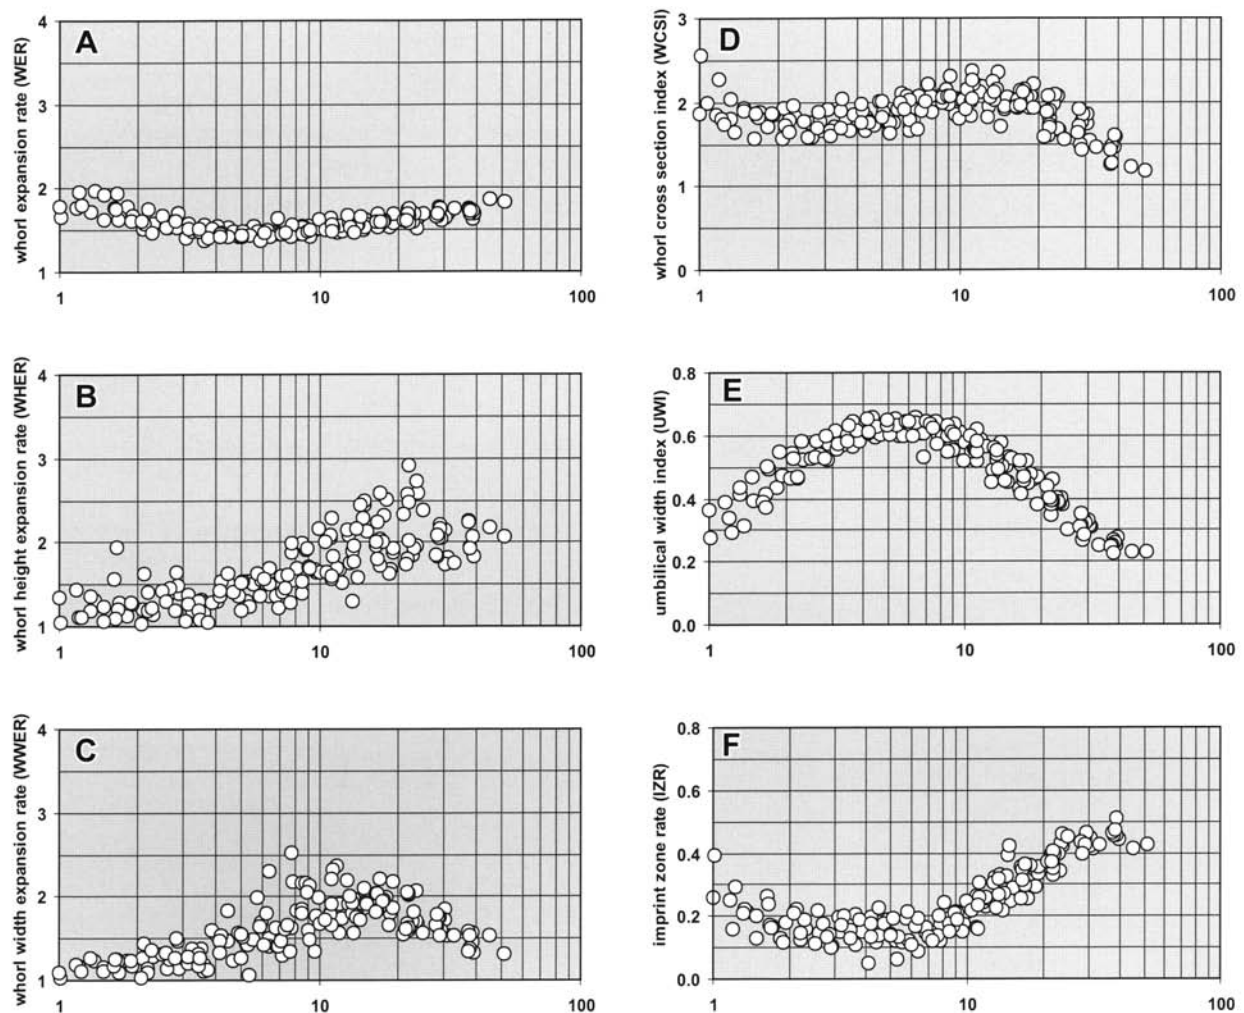 A
whorl expansion rate (WER)
4
3
2
1
1 10 100
B
whorl height expansion rate (WHER)
4
3
2
1
1 10 100
C
whorl width expansion rate (WWER)
4
3
2
1
1 10 100
D
whorl cross section index (WCSI)
3
2
1
0
1 10 100
E
umbilical width index (UWI)
0.8
0.6
0.4
0.2
0.0
1 10 100
F
imprint zone rate (IZR)
0.8
0.6
0.4
0.2
0.0
1 10 100